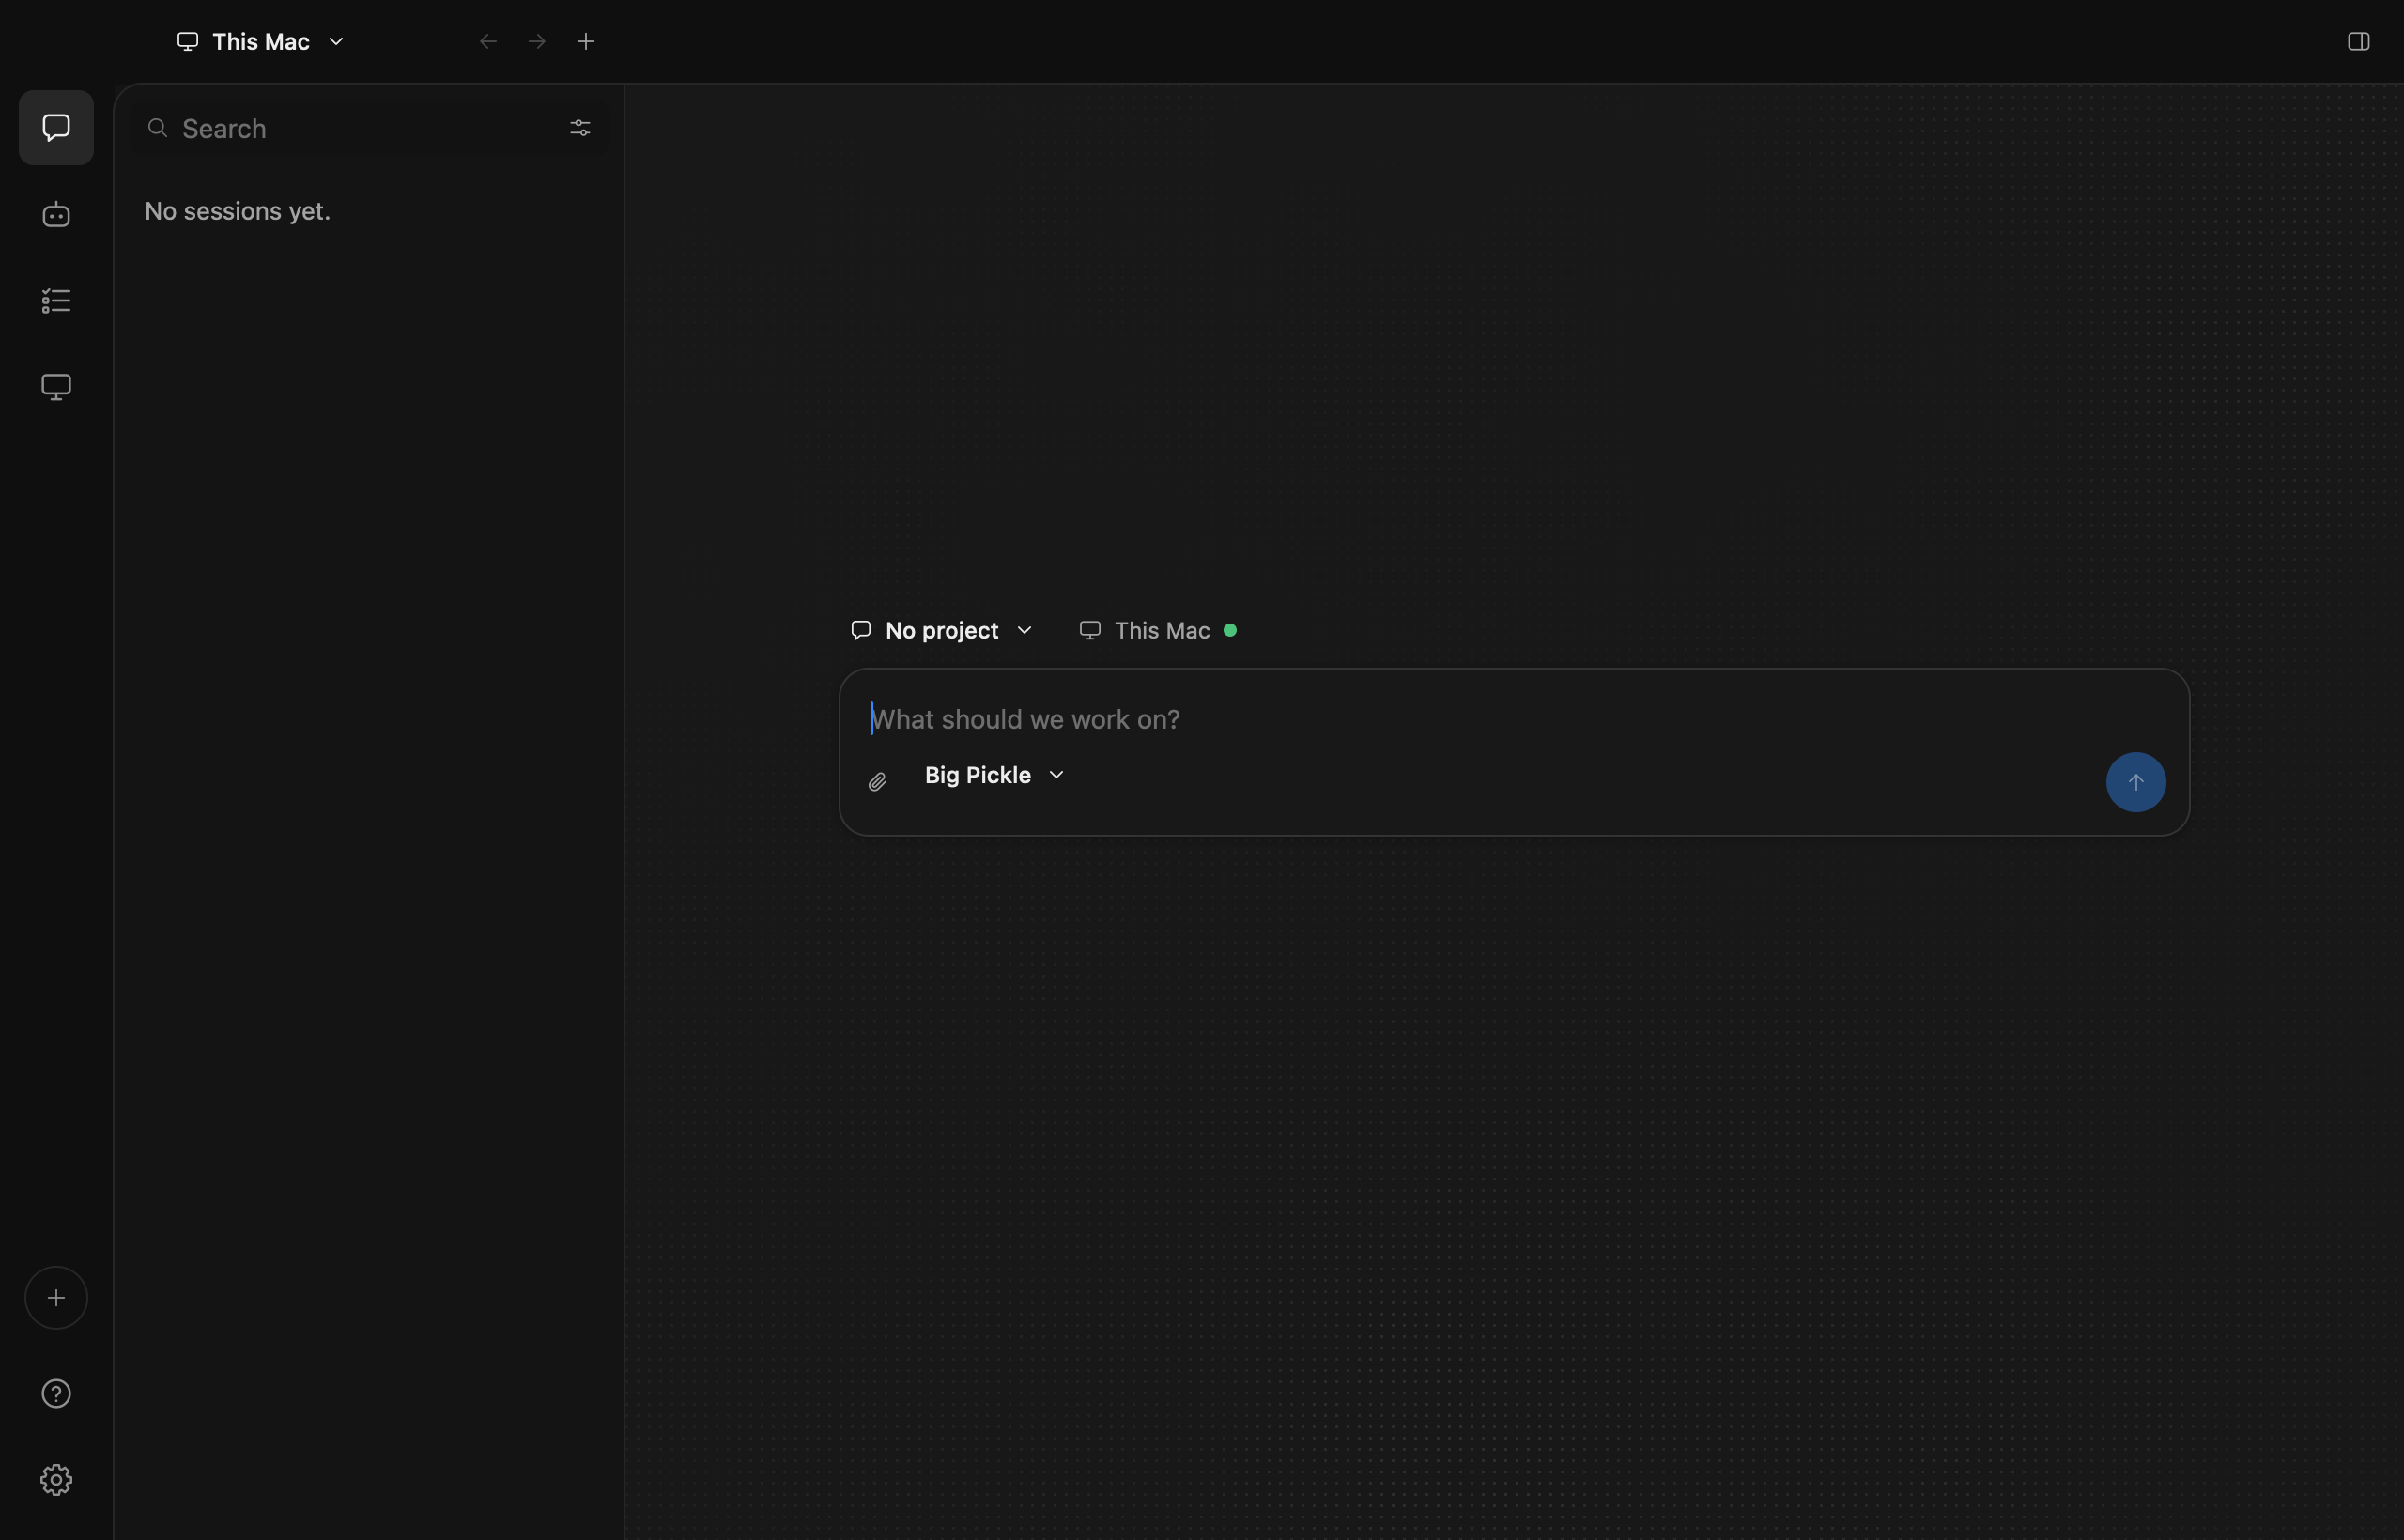 This Mac
Search
No sessions yet.
No project
This Mac
What should we work on?
Big Pickle